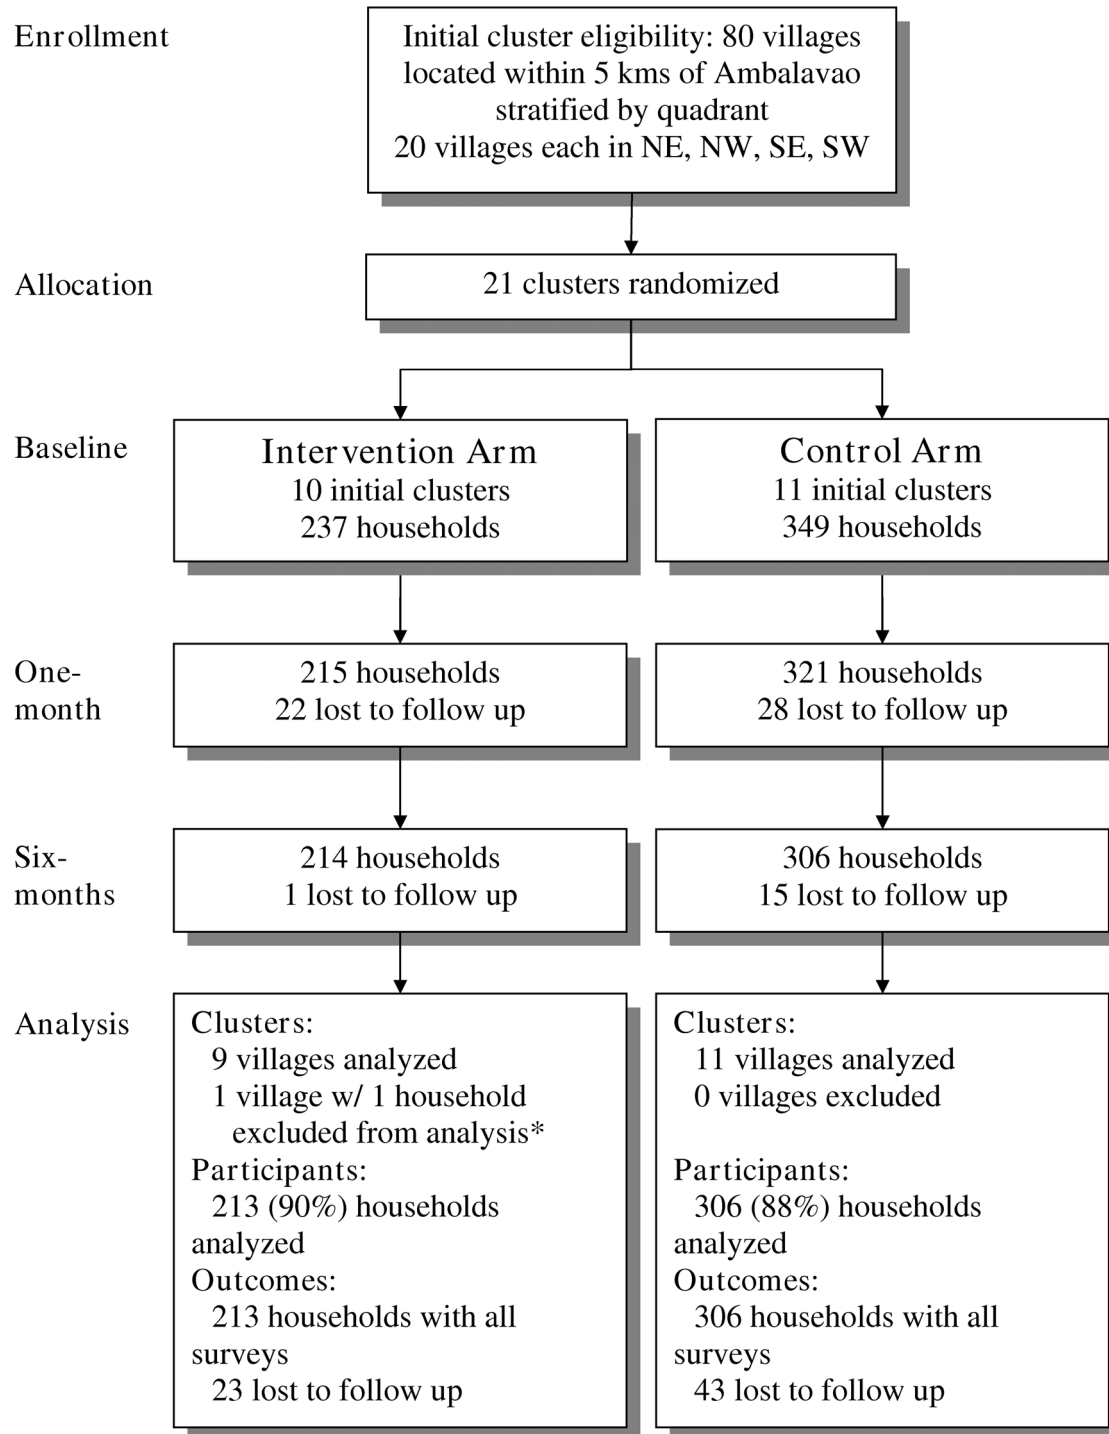 Enrollment
Initial cluster eligibility: 80 villages
located within 5 kms of Ambalavao
stratified by quadrant
20 villages each in NE, NW, SE, SW
Allocation
21 clusters randomized
Baseline
Intervention Arm
10 initial clusters
237 households
Control Arm
11 initial clusters
349 households
One-
month
215 households
22 lost to follow up
321 households
28 lost to follow up
Six-
months
214 households
1 lost to follow up
306 households
15 lost to follow up
Analysis
Clusters:
9 villages analyzed
1 village w/ 1 household
excluded from analysis*
Participants:
213 (90%) households
analyzed
Outcomes:
213 households with all
surveys
23 lost to follow up
Clusters:
11 villages analyzed
0 villages excluded
Participants:
306 (88%) households
analyzed
Outcomes:
306 households with all
surveys
43 lost to follow up